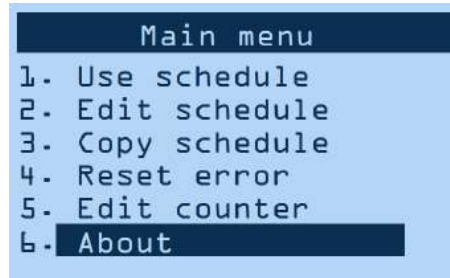 Main menu
1. Use schedule
2. Edit schedule
3. Copy schedule
4. Reset error
5. Edit counter
6. About